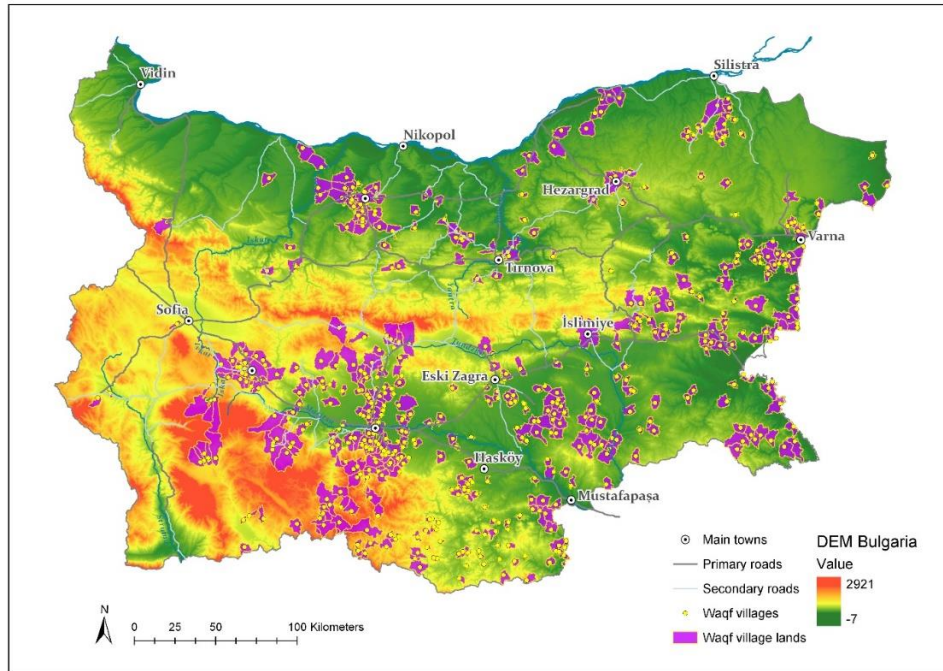 Silistra
Vidin
Nikopol
Hezargrad
Varna
Tırnova
Sofia
İslimiye
Eski Zagra
Hasköy
Mustafapaşa
Main towns
Primary roads
Secondary roads
Waqf villages
Waqf village lands
DEM Bulgaria
Value
2921
-7
N
0 25 50 100 Kilometers